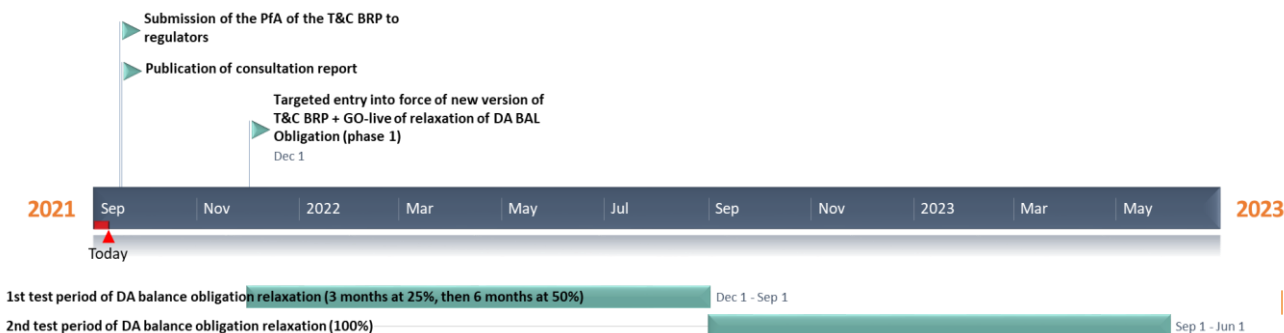 Submission of the PfA of the T&C BRP to
regulators
Publication of consultation report
Targeted entry into force of new version of
T&C BRP + GO-live of relaxation of DA BAL
Obligation (phase 1)
Dec 1
2021 Sep Nov 2022 Mar May Jul Sep Nov 2023 Mar May 2023
Today
1st test period of DA balance obligation relaxation (3 months at 25%, then 6 months at 50%) Dec 1 - Sep 1
2nd test period of DA balance obligation relaxation (100%) Sep 1 - Jun 1